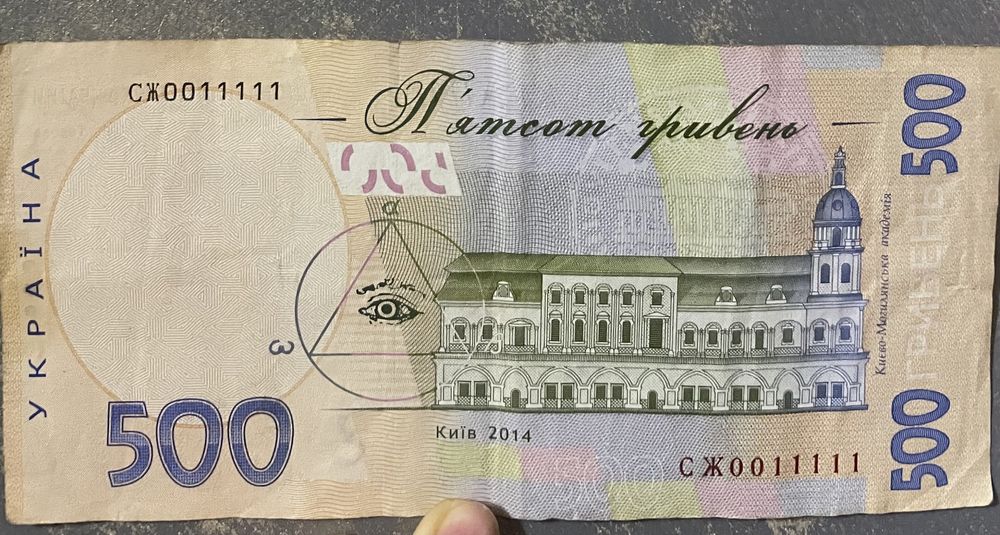 СЖ0011111
П'ятсот гривень
500
УКРАЇНА
500
α
ω
Києво-Могилянська академія
ГРИВЕНЬ
500
Київ 2014
500
СЖ0011111